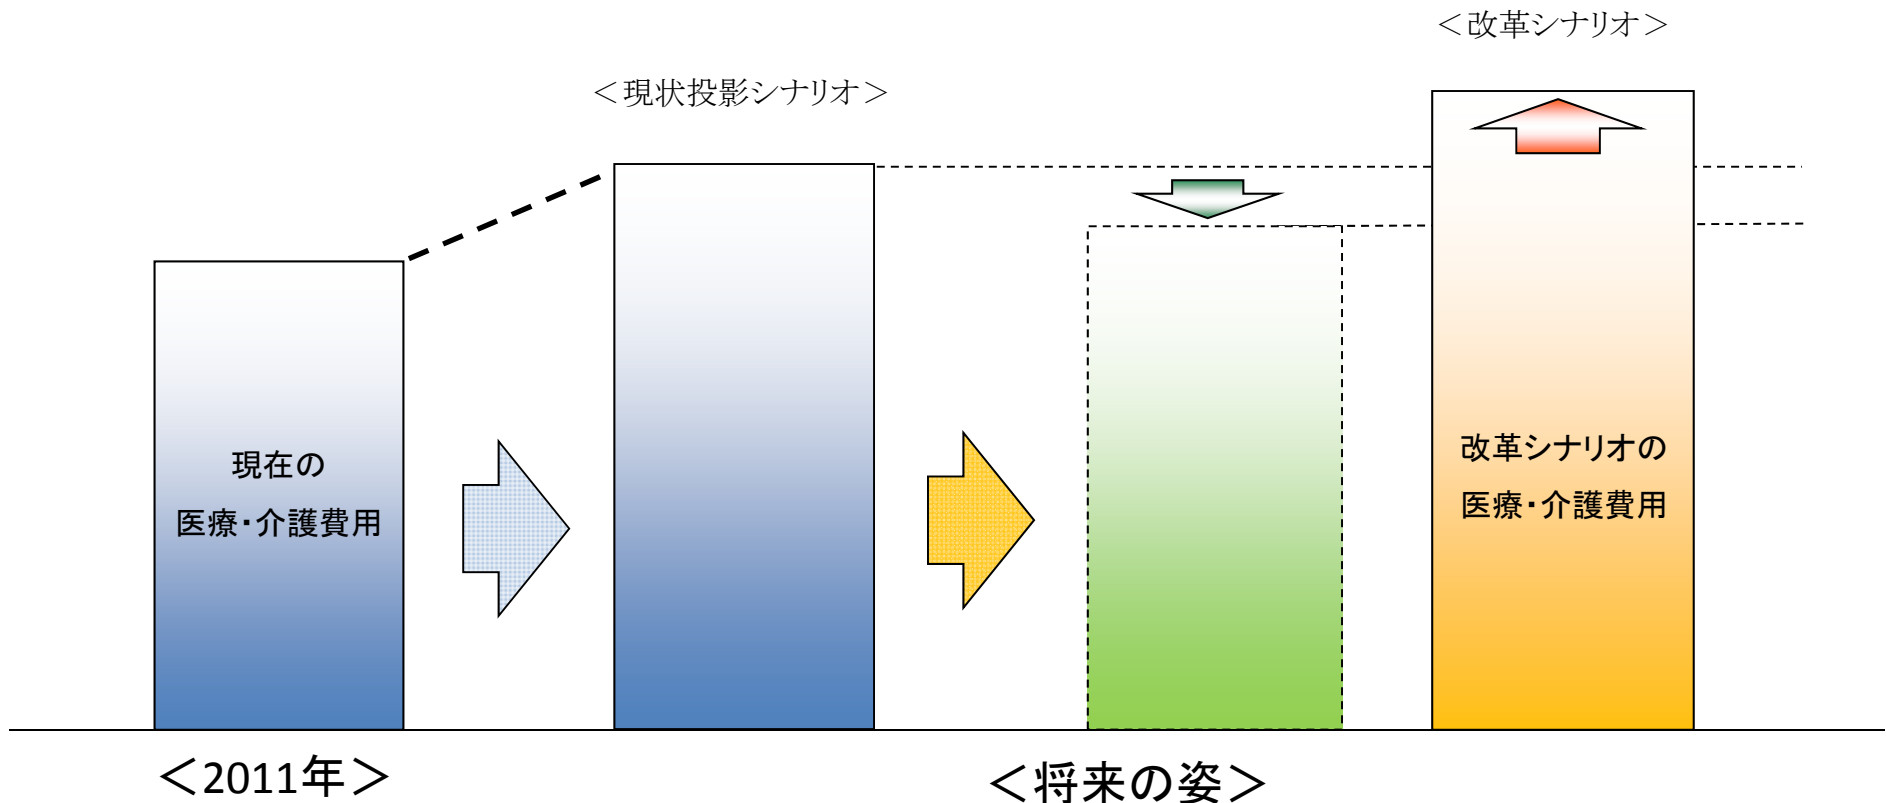 ＜改革シナリオ＞
＜現状投影シナリオ＞
現在の
医療・介護費用
改革シナリオの
医療・介護費用
＜2011年＞
＜将来の姿＞